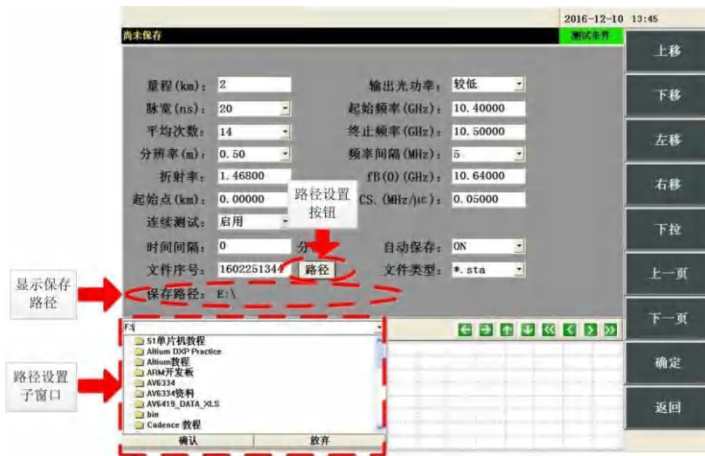 2016-12-10 13:45
尚未保存
测试条件
量程(km): 2
输出光功率: 较低
脉宽(ns): 20
起始频率(GHz): 10.40000
平均次数: 14
终止频率(GHz): 10.50000
分辨率(m): 0.50
频率间隔(MHz): 5
折射率: 1.46800
fB(0)(GHz): 10.64000
起始点(km): 0.00000
CS.(MHz/με): 0.05000
连续测试: 启用
时间间隔: 0 分
自动保存: ON
文件序号: 1602251344 路径
文件类型: *.sta
保存路径: E:\
路径设置
按钮
显示保存
路径
路径设置
子窗口
F:\
51单片机教程
Altium DXP Practice
Altium教程
ARM开发板
AV6334
AV6334资料
AV6419_DATA_XLS
bin
Cadence 教程
确认 放弃
上移
下移
左移
右移
下拉
上一页
下一页
确定
返回